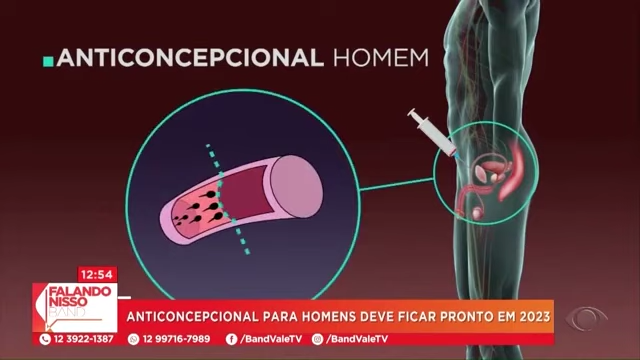 ANTICONCEPCIONAL HOMEM
12:54
FALANDO
NISSO
BAND
ANTICONCEPCIONAL PARA HOMENS DEVE FICAR PRONTO EM 2023
12 3922-1387 12 99716-7989 /BandValeTV /BandValeTV